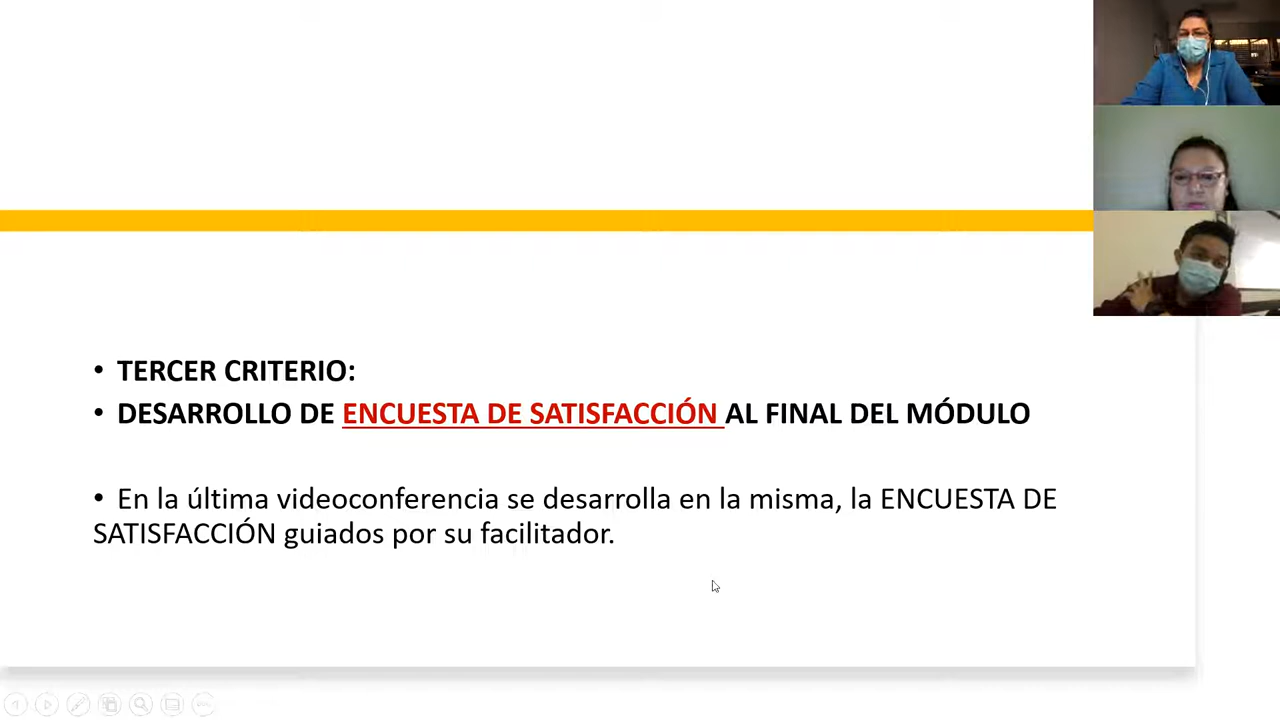 • TERCER CRITERIO:
• DESARROLLO DE ENCUESTA DE SATISFACCIÓN AL FINAL DEL MÓDULO
• En la última videoconferencia se desarrolla en la misma, la ENCUESTA DE
SATISFACCIÓN guiados por su facilitador.